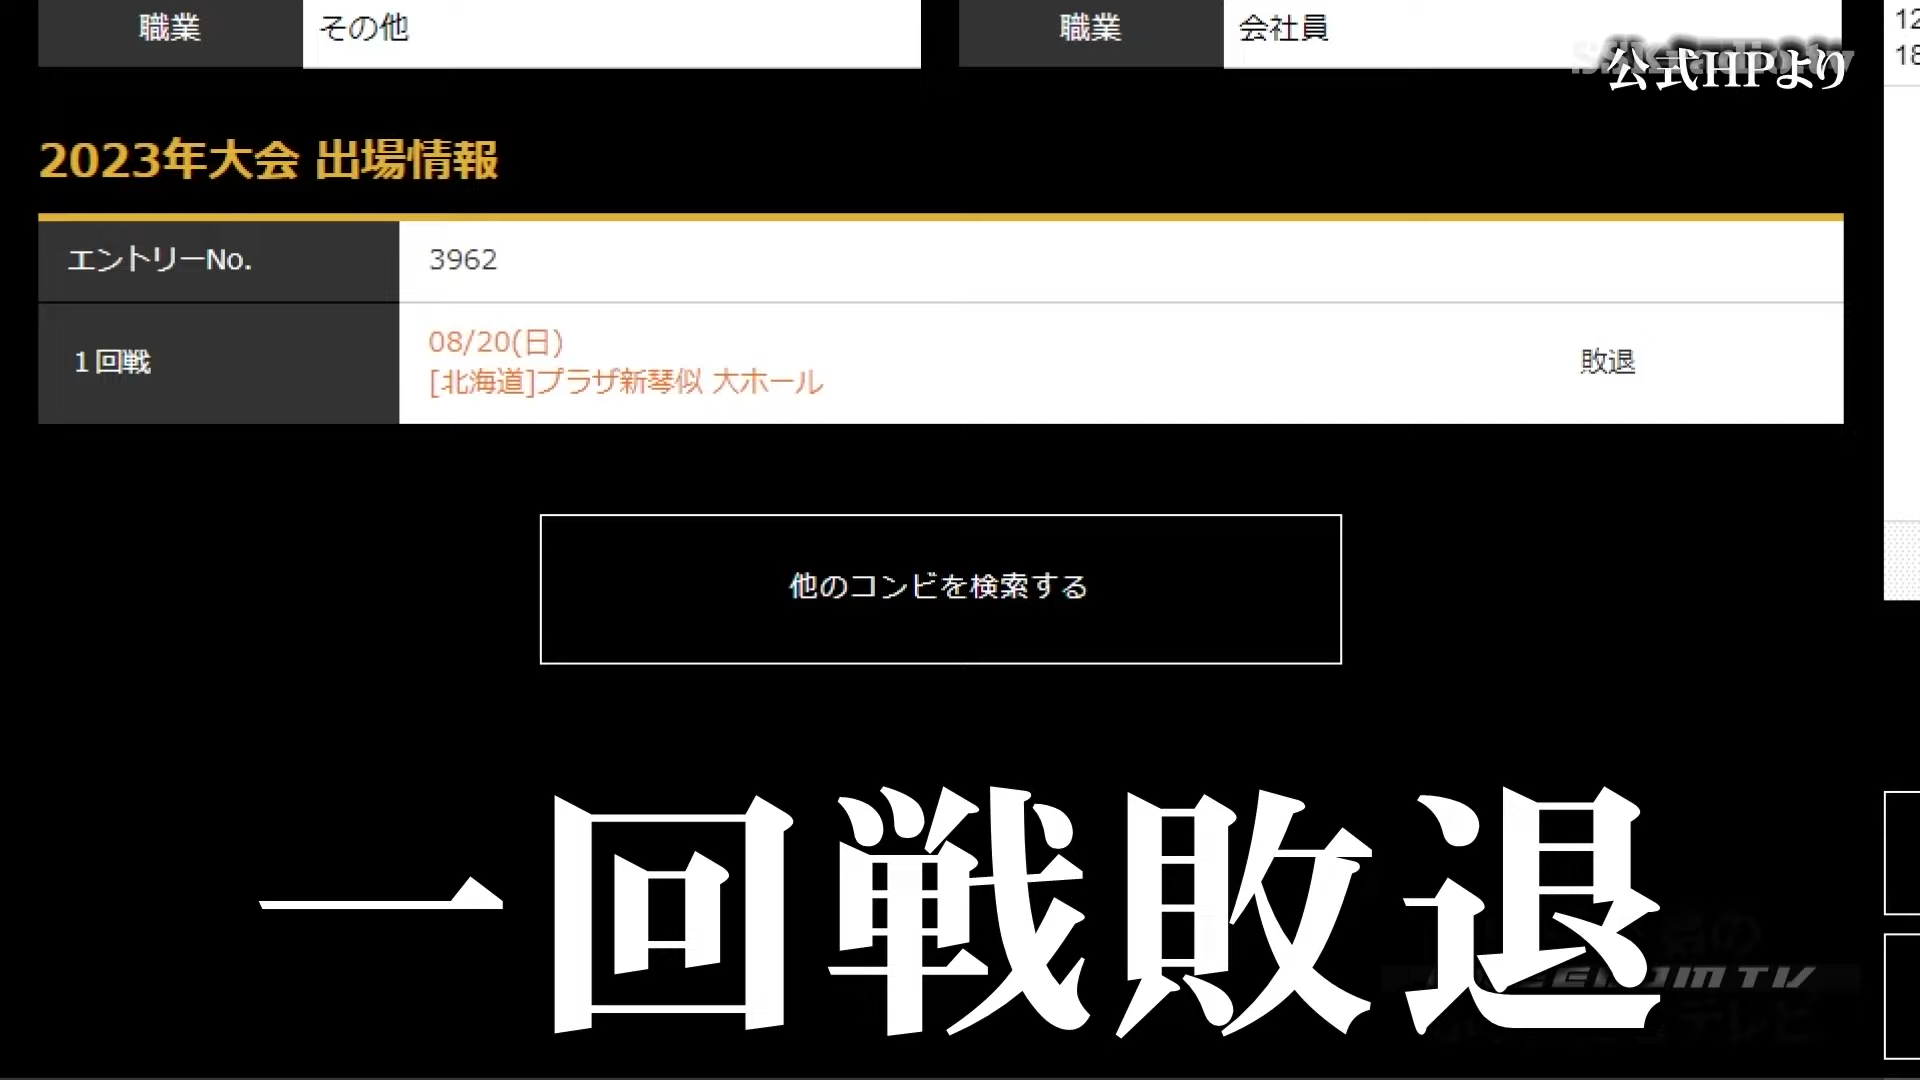 職業 その他 職業 会社員
12
公式HPより
18
2023年大会 出場情報
エントリーNo. 3962
08/20(日)
1回戦 敗退
[北海道]プラザ新琴似 大ホール
他のコンビを検索する
一回戦敗退